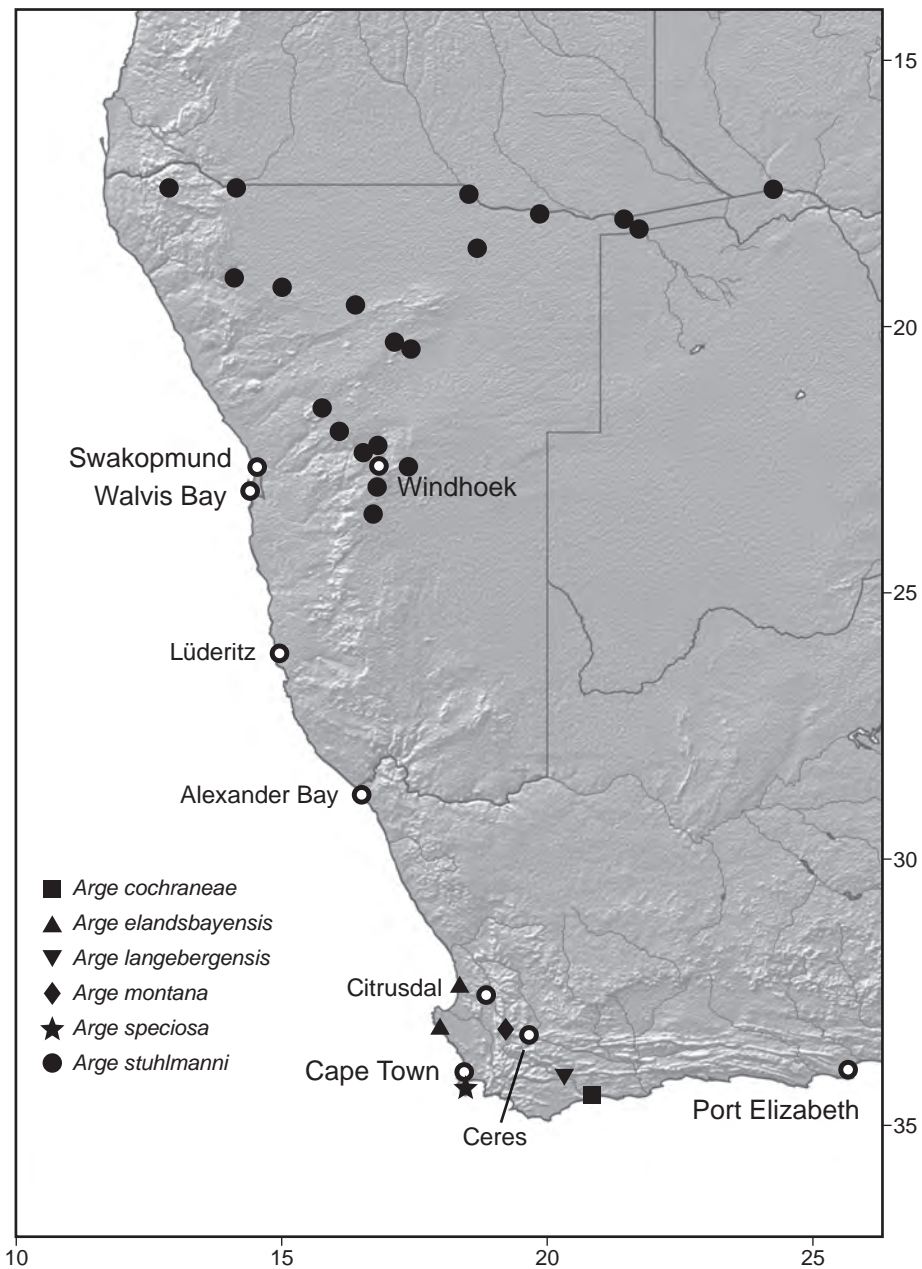 15
20
Swakopmund
Walvis Bay
Windhoek
25
Lüderitz
Alexander Bay
30
Arge cochraneae
Arge elandsbayensis
Arge langebergensis
Arge montana
Arge speciosa
Arge stuhlmanni
Citrusdal
Cape Town
Ceres
Port Elizabeth
35
10
15
20
25